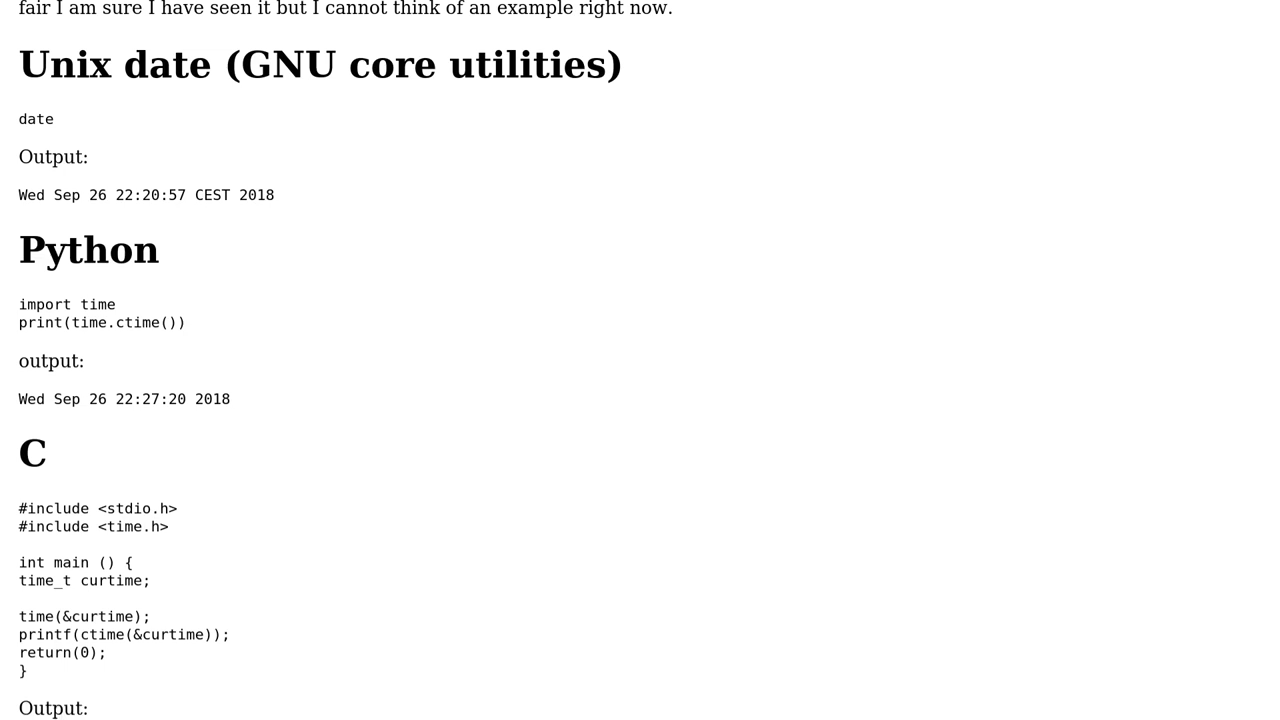 fair I am sure I have seen it but I cannot think of an example right now.
Unix date (GNU core utilities)
date
Output:
Wed Sep 26 22:20:57 CEST 2018
Python
import time
print(time.ctime())
output:
Wed Sep 26 22:27:20 2018
C
#include <stdio.h>
#include <time.h>
int main () {
time_t curtime;
time(&curtime);
printf(ctime(&curtime));
return(0);
}
Output: